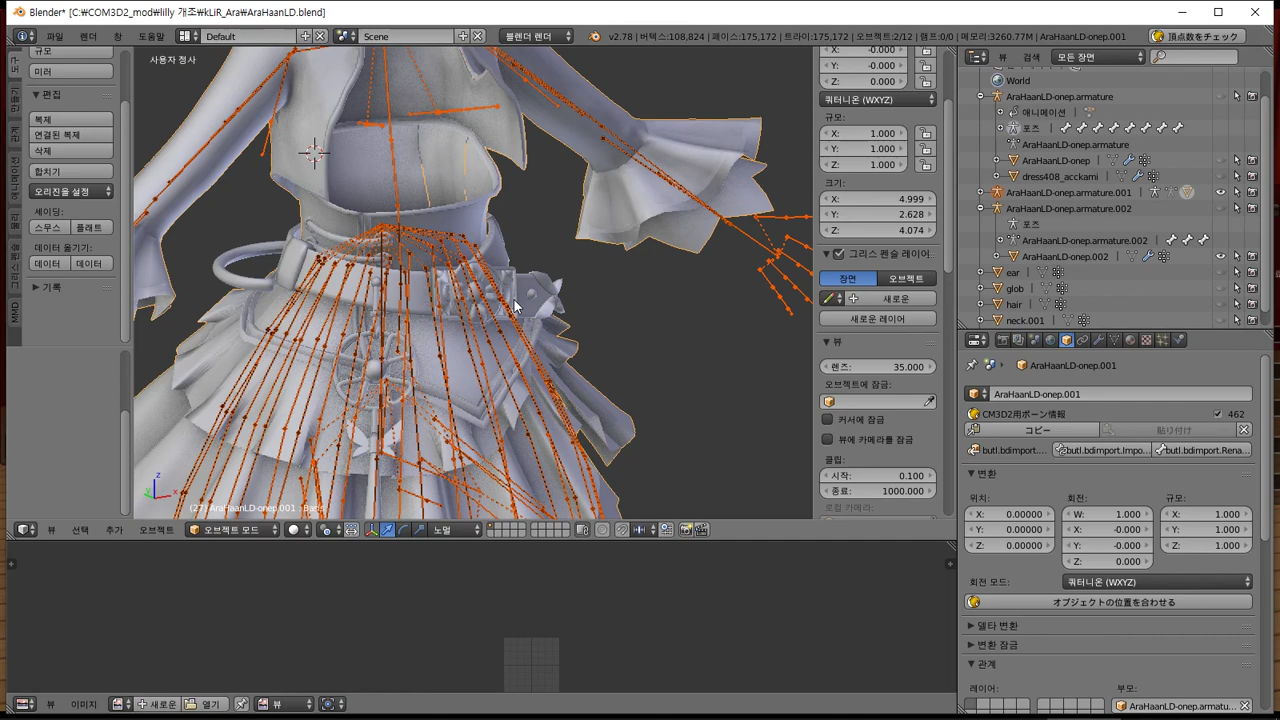 Blender* [C:₩COM3D2_mod₩lilly 개조₩kLiR_Ara₩AraHaanLD.blend]
파일 렌더 창 도움말 Default Scene 블렌더 렌더 v2.78 | 버텍스:108,824 | 페이스:175,172 | 트라이:175,172 | 오브젝트:2/12 | 램프:0/0 | 메모리:3260.77M | AraHaanLD-onep.001 頂点数をチェック
규모
미러
편집
복제
연결된 복제
삭제
합치기
오리진을 설정
셰이딩:
스무스 플래트
데이터 옮기기:
데이터 데이터
기록
MMD
사용자 정사
(27) AraHaanLD-onep.001 : Basis
X: -0.000
Y: -0.000
Z: 0.000
쿼터니온 (WXYZ)
규모:
X: 1.000
Y: 1.000
Z: 1.000
크기:
X: 4.999
Y: 2.628
Z: 4.074
그리스 펜슬 레이어
장면 오브젝트
새로운
새로운 레이어
뷰
렌즈: 35.000
오브젝트에 잠금:
커서에 잠금
뷰에 카메라를 잠금
클립:
시작: 0.100
종료: 1000.000
로컬 카메라:
뷰 선택 추가 오브젝트 오브젝트 모드 노멀
뷰 이미지 새로운 열기 뷰
뷰 검색 모든 장면
World
AraHaanLD-onep.armature
애니메이션
포즈
AraHaanLD-onep.armature
AraHaanLD-onep
dress408_acckami
AraHaanLD-onep.armature.001
AraHaanLD-onep.armature.002
포즈
AraHaanLD-onep.armature.002
AraHaanLD-onep.002
ear
glob
hair
neck.001
AraHaanLD-onep.001
AraHaanLD-onep.001
CM3D2用ボーン情報 462
コピー 貼り付け
butl.bdimport.... butl.bdimport.Impo... butl.bdimport.Rena...
변환
위치: 회전: 규모:
X: 0.00000 W: 1.000 X: 1.000
Y: 0.00000 X: -0.000 Y: 1.000
Z: 0.00000 Y: -0.000 Z: 1.000
Z: 0.000
회전 모드: 쿼터니온 (WXYZ)
オブジェクトの位置を合わせる
델타 변환
변환 잠금
관계
레이어: 부모:
AraHaanLD-onep.armatu...